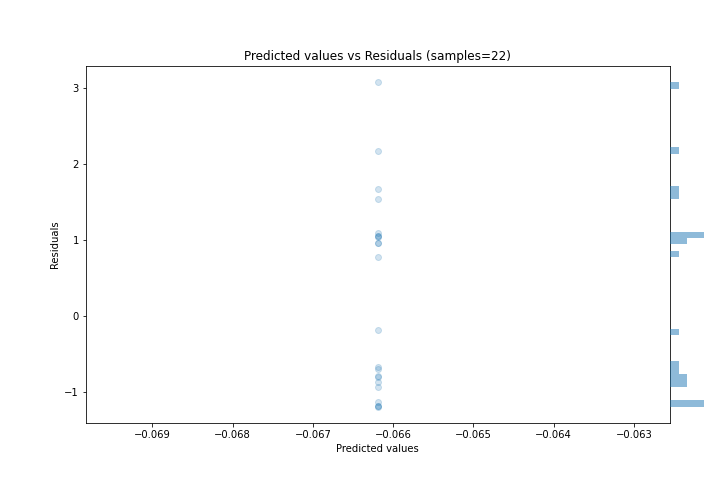 Predicted values vs Residuals (samples=22)
3
2
1
0
−1
Residuals
−0.069 −0.068 −0.067 −0.066 −0.065 −0.064 −0.063
Predicted values